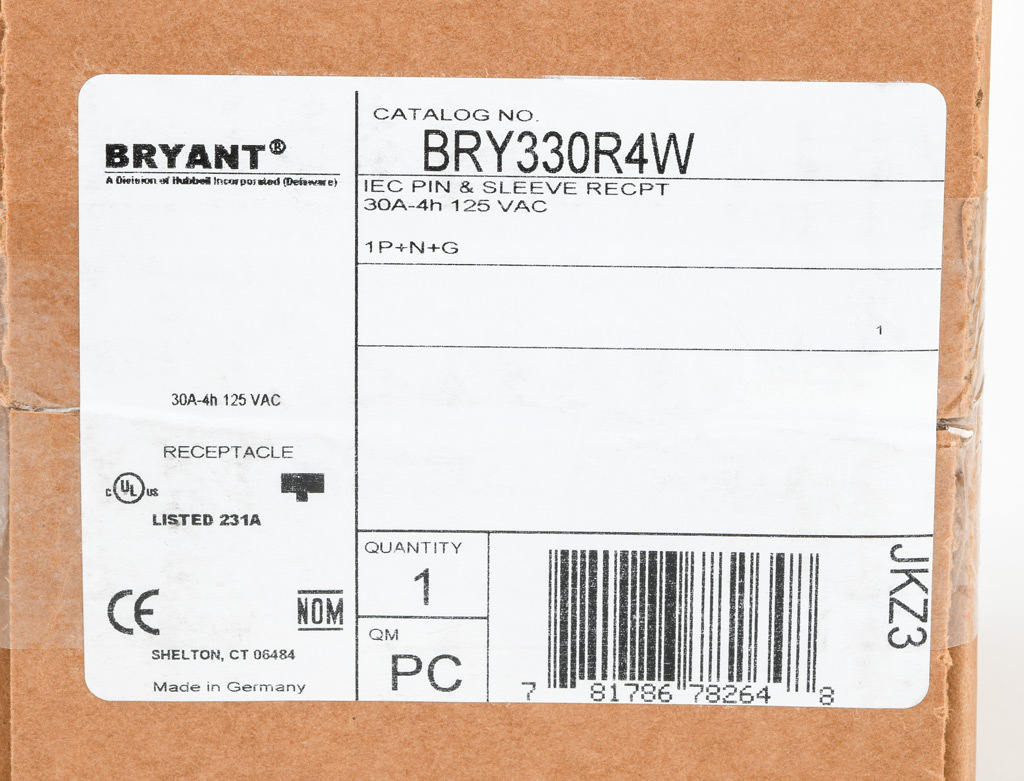 BRYANT®
A Division of Hubbell Incorporated (Delaware)
CATALOG NO.
BRY330R4W
IEC PIN & SLEEVE RECPT
30A-4h 125 VAC
1P+N+G
1
30A-4h 125 VAC
RECEPTACLE
C UL US
LISTED 231A
CE
NOM
SHELTON, CT 06484
Made in Germany
QUANTITY
1
QM
PC
7 81786 78264 8
JKZ3